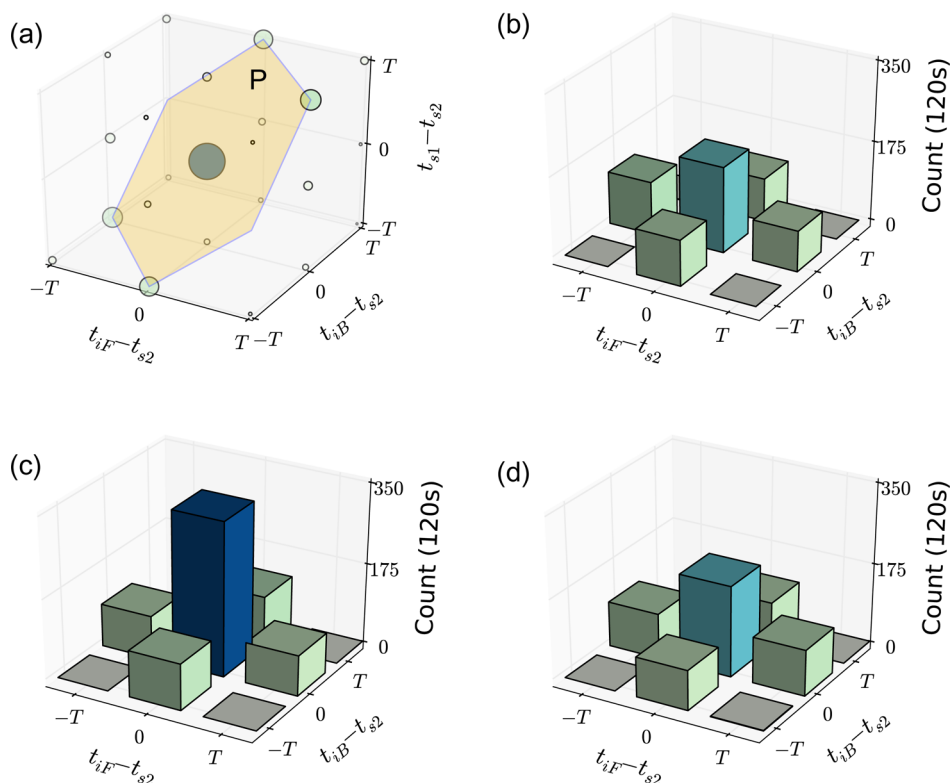 (a)
P
T
0
−T
t_{s1}−t_{s2}
−T
0
T
t_{iF}−t_{s2}
−T
0
T
t_{iB}−t_{s2}
(b)
350
175
0
Count (120s)
−T
0
T
t_{iF}−t_{s2}
−T
0
T
t_{iB}−t_{s2}
(c)
350
175
0
Count (120s)
−T
0
T
t_{iF}−t_{s2}
−T
0
T
t_{iB}−t_{s2}
(d)
350
175
0
Count (120s)
−T
0
T
t_{iF}−t_{s2}
−T
0
T
t_{iB}−t_{s2}